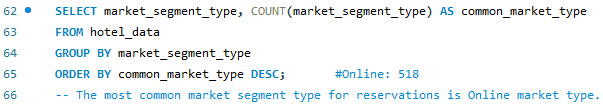 62 SELECT market_segment_type, COUNT(market_segment_type) AS common_market_type
63 FROM hotel_data
64 GROUP BY market_segment_type
65 ORDER BY common_market_type DESC; #Online: 518
66 -- The most common market segment type for reservations is Online market type.